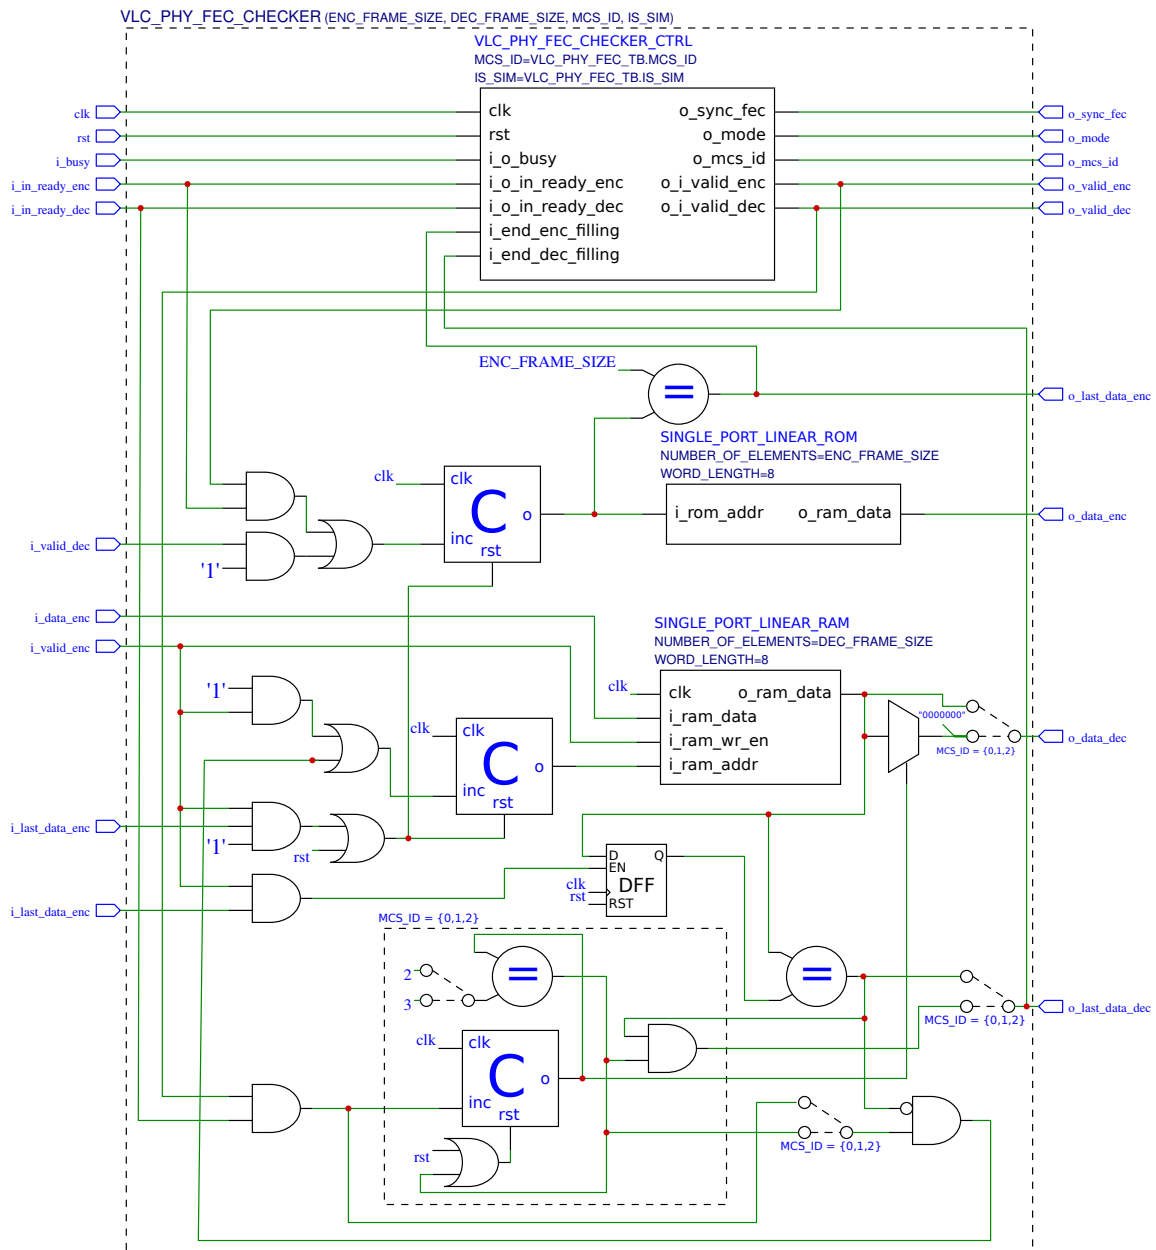 VLC_PHY_FEC_CHECKER (ENC_FRAME_SIZE, DEC_FRAME_SIZE, MCS_ID, IS_SIM)
VLC_PHY_FEC_CHECKER_CTRL
MCS_ID=VLC_PHY_FEC_TB.MCS_ID
IS_SIM=VLC_PHY_FEC_TB.IS_SIM
clk
clk
o_sync_fec
o_sync_fec
rst
rst
o_mode
o_mode
i_busy
i_o_busy
o_mcs_id
o_mcs_id
i_in_ready_enc
i_o_in_ready_enc
o_i_valid_enc
o_valid_enc
i_in_ready_dec
i_o_in_ready_dec
o_i_valid_dec
o_valid_dec
i_end_enc_filling
i_end_dec_filling
ENC_FRAME_SIZE
=
o_last_data_enc
SINGLE_PORT_LINEAR_ROM
NUMBER_OF_ELEMENTS=ENC_FRAME_SIZE
WORD_LENGTH=8
clk
clk
C
o
inc
rst
i_rom_addr
o_ram_data
o_data_enc
i_valid_dec
'1'
i_data_enc
i_valid_enc
SINGLE_PORT_LINEAR_RAM
NUMBER_OF_ELEMENTS=DEC_FRAME_SIZE
WORD_LENGTH=8
'1'
clk
clk
o_ram_data
i_ram_data
i_ram_wr_en
i_ram_addr
clk
clk
C
o
inc
rst
"0000000"
MCS_ID = {0,1,2}
o_data_dec
i_last_data_enc
'1'
rst
D
Q
EN
clk
rst
DFF
RST
i_last_data_enc
MCS_ID = {0,1,2}
2
3
=
=
MCS_ID = {0,1,2}
o_last_data_dec
clk
clk
C
o
inc
rst
rst
MCS_ID = {0,1,2}